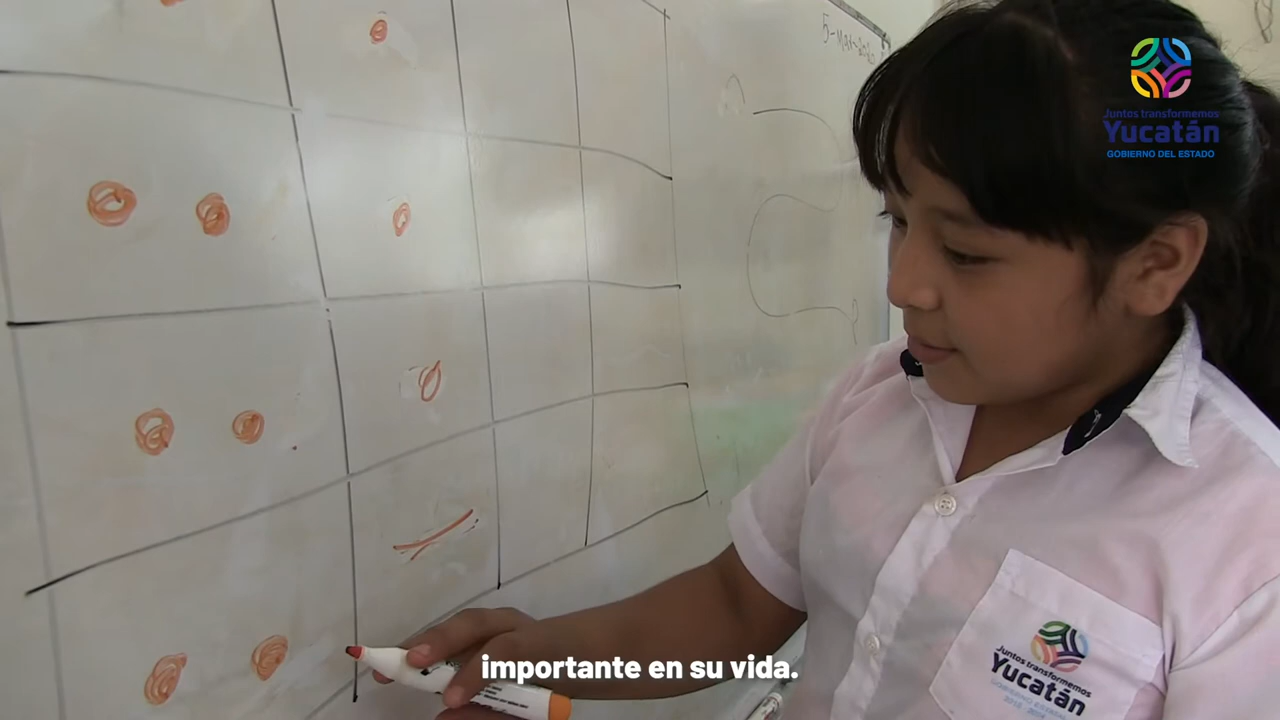 Juntos transformemos
Yucatán
GOBIERNO DEL ESTADO
Juntos transformemos
Yucatán
importante en su vida.